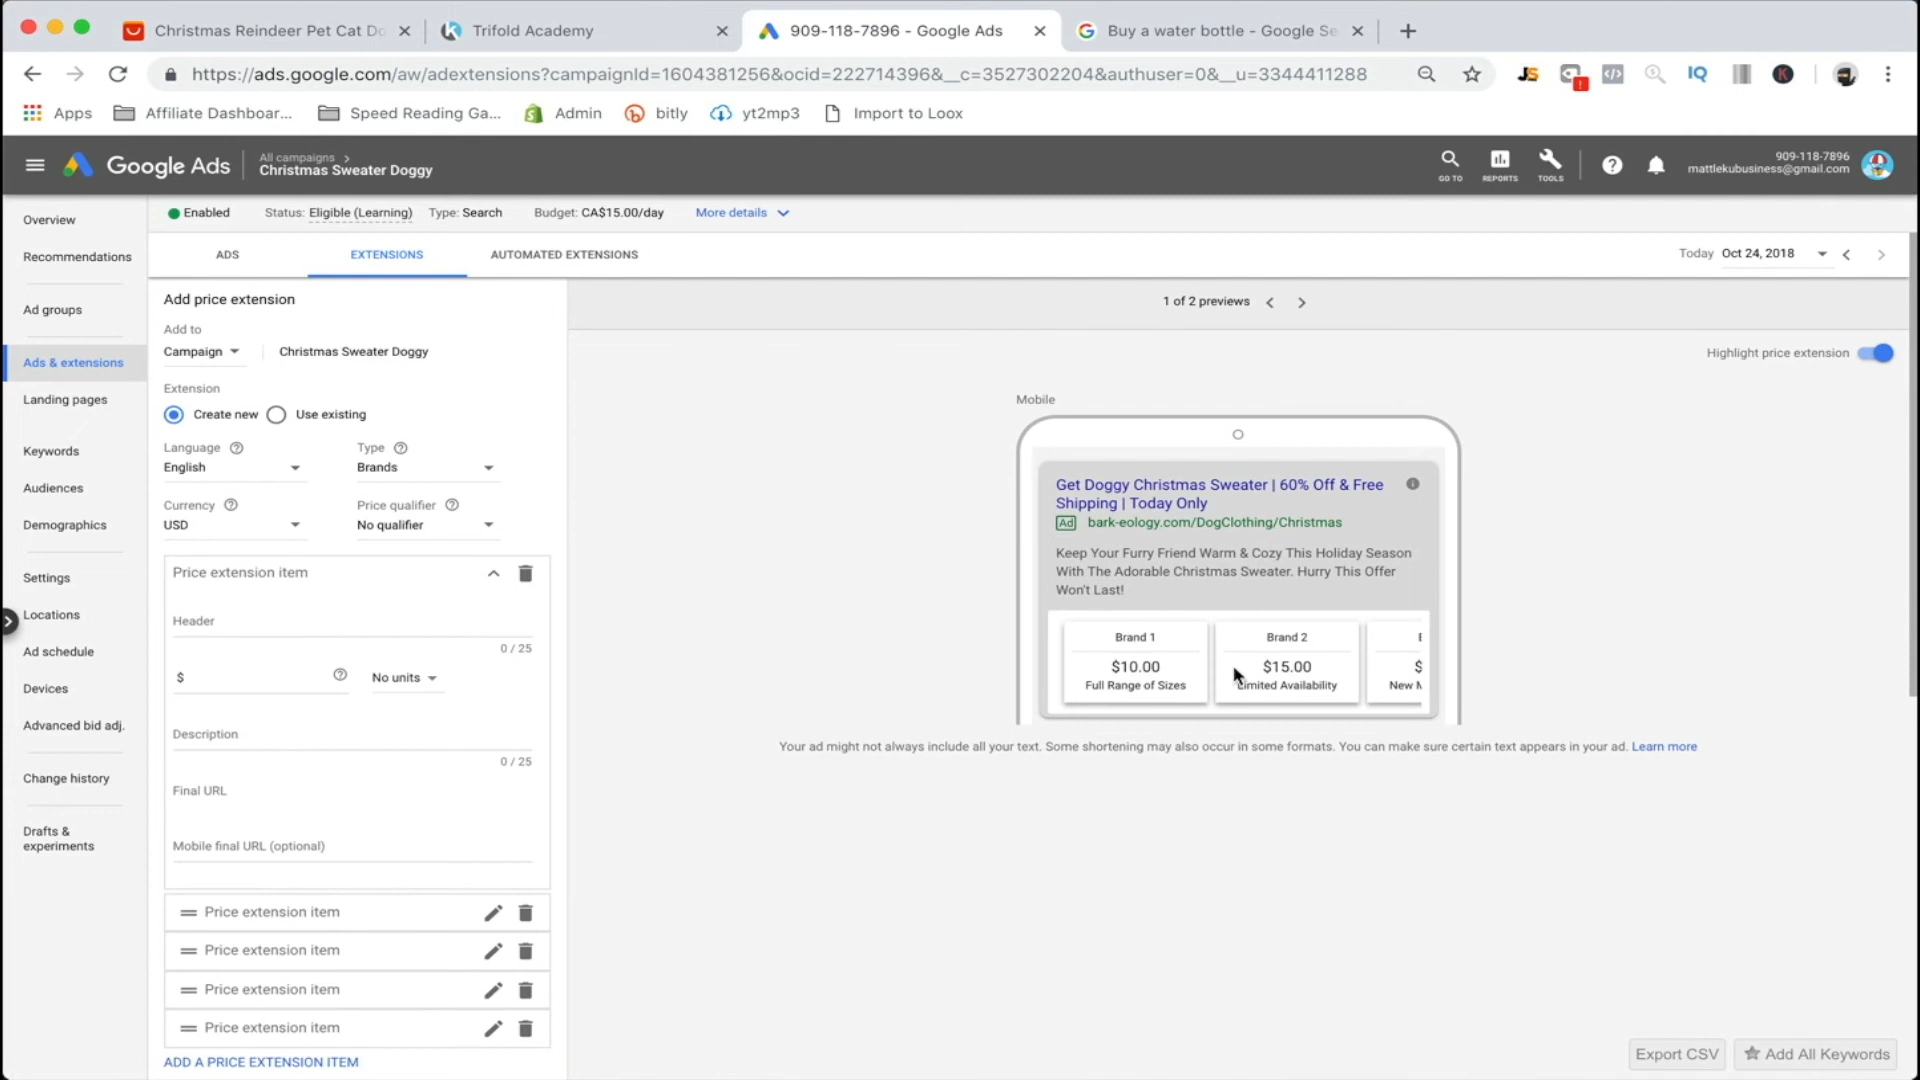 Christmas Reindeer Pet Cat Do
Trifold Academy
909-118-7896 - Google Ads
Buy a water bottle - Google Se
https://ads.google.com/aw/adextensions?campaignId=1604381256&ocid=222714396&__c=3527302204&authuser=0&__u=3344411288
JS
IQ
K
Apps
Affiliate Dashboar...
Speed Reading Ga...
Admin
bitly
yt2mp3
Import to Loox
Google Ads
All campaigns >
Christmas Sweater Doggy
GO TO
REPORTS
TOOLS
909-118-7896
mattlekubusiness@gmail.com
Overview
Recommendations
Ad groups
Ads & extensions
Landing pages
Keywords
Audiences
Demographics
Settings
Locations
Ad schedule
Devices
Advanced bid adj.
Change history
Drafts &
experiments
Enabled
Status: Eligible (Learning)
Type: Search
Budget: CA$15.00/day
More details
ADS
EXTENSIONS
AUTOMATED EXTENSIONS
Today Oct 24, 2018
Add price extension
Add to
Campaign
Christmas Sweater Doggy
Extension
Create new
Use existing
Language
Type
English
Brands
Currency
Price qualifier
USD
No qualifier
Price extension item
Header
0 / 25
$
No units
Description
0 / 25
Final URL
Mobile final URL (optional)
Price extension item
Price extension item
Price extension item
Price extension item
ADD A PRICE EXTENSION ITEM
1 of 2 previews
Highlight price extension
Mobile
Get Doggy Christmas Sweater | 60% Off & Free
Shipping | Today Only
Ad bark-eology.com/DogClothing/Christmas
Keep Your Furry Friend Warm & Cozy This Holiday Season
With The Adorable Christmas Sweater. Hurry This Offer
Won't Last!
Brand 1
$10.00
Full Range of Sizes
Brand 2
$15.00
Limited Availability
$
New
Your ad might not always include all your text. Some shortening may also occur in some formats. You can make sure certain text appears in your ad. Learn more
Export CSV
Add All Keywords